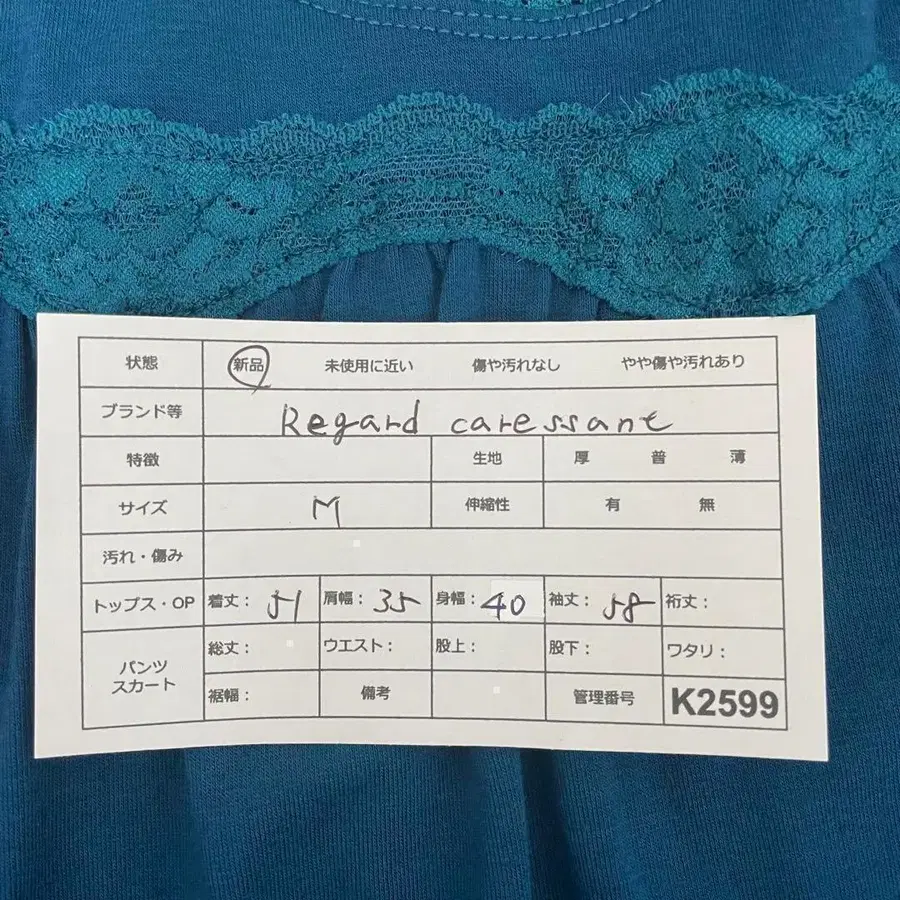 状態 新品 未使用に近い 傷や汚れなし やや傷や汚れあり
ブランド等 Regard caressant
特徴 生地 厚 普 薄
サイズ M 伸縮性 有 無
汚れ・傷み
トップス・OP 着丈： 51 肩幅： 35 身幅： 40 袖丈： 58 裄丈：
パンツ
スカート
総丈： ウエスト： 股上： 股下： ワタリ：
裾幅： 備考 管理番号 K2599